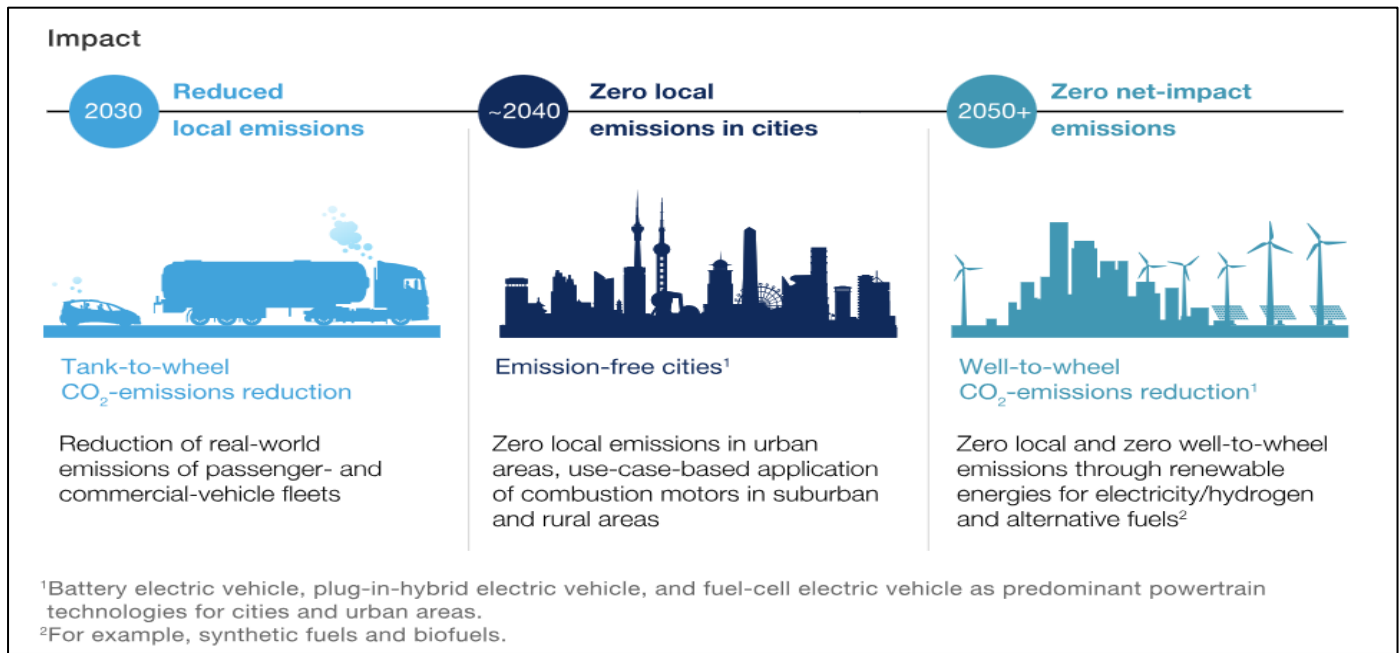 Impact
2030
Reduced
local emissions
~2040
Zero local
emissions in cities
2050+
Zero net-impact
emissions
Tank-to-wheel
CO₂-emissions reduction
Reduction of real-world
emissions of passenger- and
commercial-vehicle fleets
Emission-free cities¹
Zero local emissions in urban
areas, use-case-based application
of combustion motors in suburban
and rural areas
Well-to-wheel
CO₂-emissions reduction¹
Zero local and zero well-to-wheel
emissions through renewable
energies for electricity/hydrogen
and alternative fuels²
¹Battery electric vehicle, plug-in-hybrid electric vehicle, and fuel-cell electric vehicle as predominant powertrain
technologies for cities and urban areas.
²For example, synthetic fuels and biofuels.